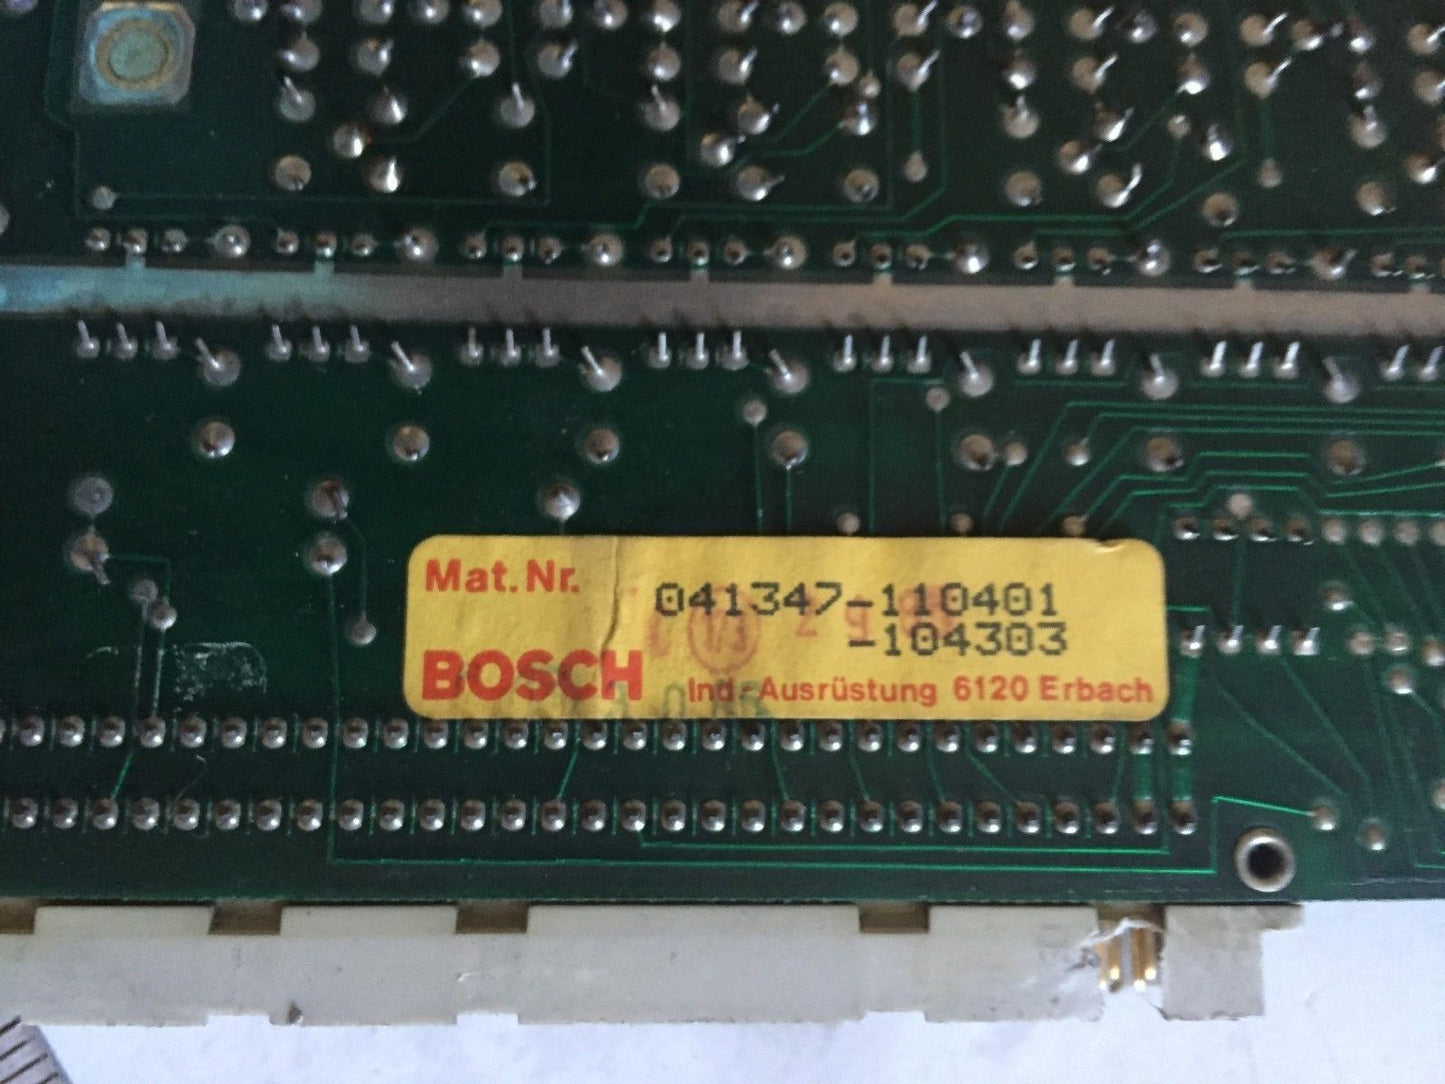 Mat. Nr.
041347-110401
-104303
BOSCH Ind.-Ausrüstung 6120 Erbach